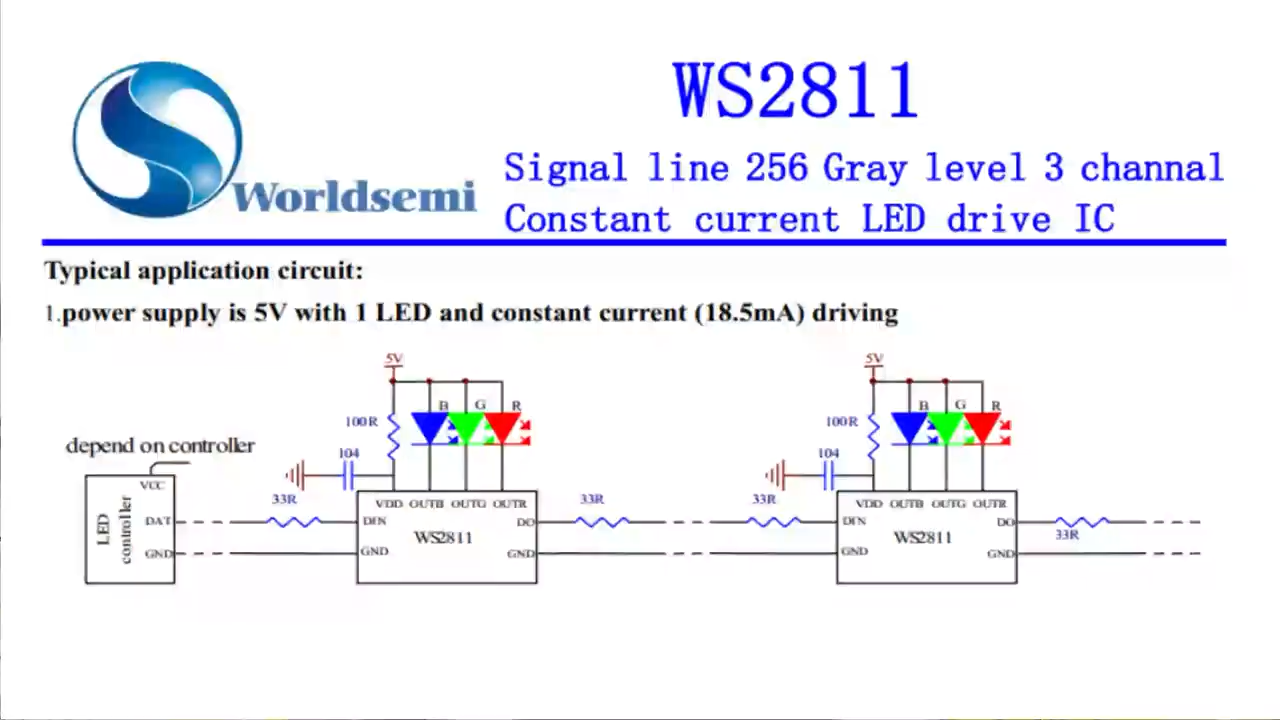 WS2811
Signal line 256 Gray level 3 channal
Worldsemi
Constant current LED drive IC
Typical application circuit:
1.power supply is 5V with 1 LED and constant current (18.5mA) driving
5V
5V
B G R
B G R
100R
100R
depend on controller
104
104
VCC
33R
33R
33R
VDD OUTB OUTG OUTR
VDD OUTB OUTG OUTR
LED controller
DAT
DIN
DO
DIN
DO
33R
WS2811
WS2811
GND
GND
GND
GND
GND